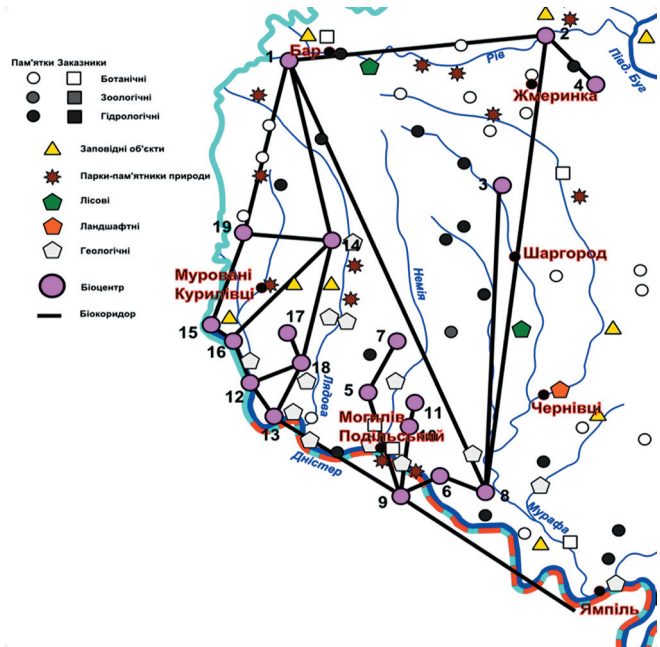 Пам'ятки Заказники
Ботанічні
Зоологічні
Гідрологічні
Заповідні об'єкти
Парки-пам'ятники природи
Лісові
Ландшафтні
Геологічні
Біоцентр
Біокоридор
1
Бар
2
Рів
Півд. Буг
4
Жмеринка
3
19
14
Шаргород
Муровані
Курилівці
Немія
15
16
17
7
18
12
5
Лядова
11
13
Могилів
Подільський
10
Чернівці
Дністер
6
9
8
Мурафа
Ямпіль